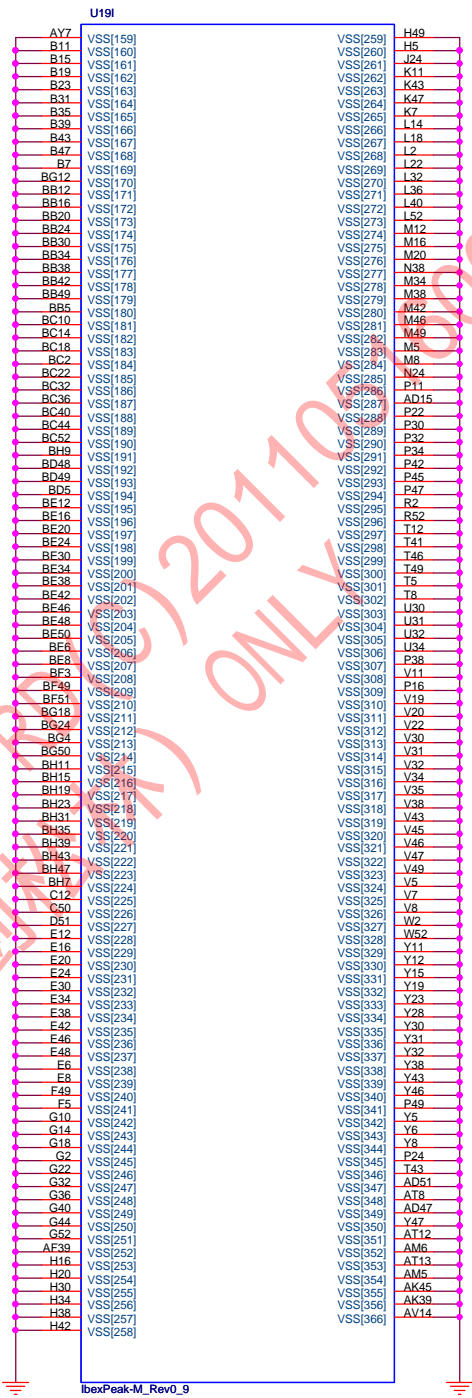 U19I
AY7 VSS[159] VSS[259] H49
B11 VSS[160] VSS[260] H5
B15 VSS[161] VSS[261] J24
B19 VSS[162] VSS[262] K11
B23 VSS[163] VSS[263] K43
B31 VSS[164] VSS[264] K47
B35 VSS[165] VSS[265] K7
B39 VSS[166] VSS[266] L14
B43 VSS[167] VSS[267] L18
B47 VSS[168] VSS[268] L2
B7 VSS[169] VSS[269] L22
BG12 VSS[170] VSS[270] L32
BB12 VSS[171] VSS[271] L36
BB16 VSS[172] VSS[272] L40
BB20 VSS[173] VSS[273] L52
BB24 VSS[174] VSS[274] M12
BB30 VSS[175] VSS[275] M16
BB34 VSS[176] VSS[276] M20
BB38 VSS[177] VSS[277] N38
BB42 VSS[178] VSS[278] M34
BB49 VSS[179] VSS[279] M38
BB5 VSS[180] VSS[280] M42
BC10 VSS[181] VSS[281] M46
BC14 VSS[182] VSS[282] M49
BC18 VSS[183] VSS[283] M5
BC2 VSS[184] VSS[284] M8
BC22 VSS[185] VSS[285] N24
BC32 VSS[186] VSS[286] P11
BC36 VSS[187] VSS[287] AD15
BC40 VSS[188] VSS[288] P22
BC44 VSS[189] VSS[289] P30
BC52 VSS[190] VSS[290] P32
BH9 VSS[191] VSS[291] P34
BD48 VSS[192] VSS[292] P42
BD49 VSS[193] VSS[293] P45
BD5 VSS[194] VSS[294] P47
BE12 VSS[195] VSS[295] R2
BE16 VSS[196] VSS[296] R52
BE20 VSS[197] VSS[297] T12
BE24 VSS[198] VSS[298] T41
BE30 VSS[199] VSS[299] T46
BE34 VSS[200] VSS[300] T49
BE38 VSS[201] VSS[301] T5
BE42 VSS[202] VSS[302] T8
BE46 VSS[203] VSS[303] U30
BE48 VSS[204] VSS[304] U31
BE50 VSS[205] VSS[305] U32
BE6 VSS[206] VSS[306] U34
BE8 VSS[207] VSS[307] P38
BF3 VSS[208] VSS[308] V11
BF49 VSS[209] VSS[309] P16
BF51 VSS[210] VSS[310] V19
BG18 VSS[211] VSS[311] V20
BG24 VSS[212] VSS[312] V22
BG4 VSS[213] VSS[313] V30
BG50 VSS[214] VSS[314] V31
BH11 VSS[215] VSS[315] V32
BH15 VSS[216] VSS[316] V34
BH19 VSS[217] VSS[317] V35
BH23 VSS[218] VSS[318] V38
BH31 VSS[219] VSS[319] V43
BH35 VSS[220] VSS[320] V45
BH39 VSS[221] VSS[321] V46
BH43 VSS[222] VSS[322] V47
BH47 VSS[223] VSS[323] V49
BH7 VSS[224] VSS[324] V5
C12 VSS[225] VSS[325] V7
C50 VSS[226] VSS[326] V8
D51 VSS[227] VSS[327] W2
E12 VSS[228] VSS[328] W52
E16 VSS[229] VSS[329] Y11
E20 VSS[230] VSS[330] Y12
E24 VSS[231] VSS[331] Y15
E30 VSS[232] VSS[332] Y19
E34 VSS[233] VSS[333] Y23
E38 VSS[234] VSS[334] Y28
E42 VSS[235] VSS[335] Y30
E46 VSS[236] VSS[336] Y31
E48 VSS[237] VSS[337] Y32
E6 VSS[238] VSS[338] Y38
E8 VSS[239] VSS[339] Y43
F49 VSS[240] VSS[340] Y46
F5 VSS[241] VSS[341] P49
G10 VSS[242] VSS[342] Y5
G14 VSS[243] VSS[343] Y6
G18 VSS[244] VSS[344] Y8
G2 VSS[245] VSS[345] P24
G22 VSS[246] VSS[346] T43
G32 VSS[247] VSS[347] AD51
G36 VSS[248] VSS[348] AT8
G40 VSS[249] VSS[349] AD47
G44 VSS[250] VSS[350] Y47
G52 VSS[251] VSS[351] AT12
AF39 VSS[252] VSS[352] AM6
H16 VSS[253] VSS[353] AT13
H20 VSS[254] VSS[354] AM5
H30 VSS[255] VSS[355] AK45
H34 VSS[256] VSS[356] AK39
H38 VSS[257] VSS[366] AV14
H42 VSS[258]
IbexPeak-M_Rev0_9
ONLY